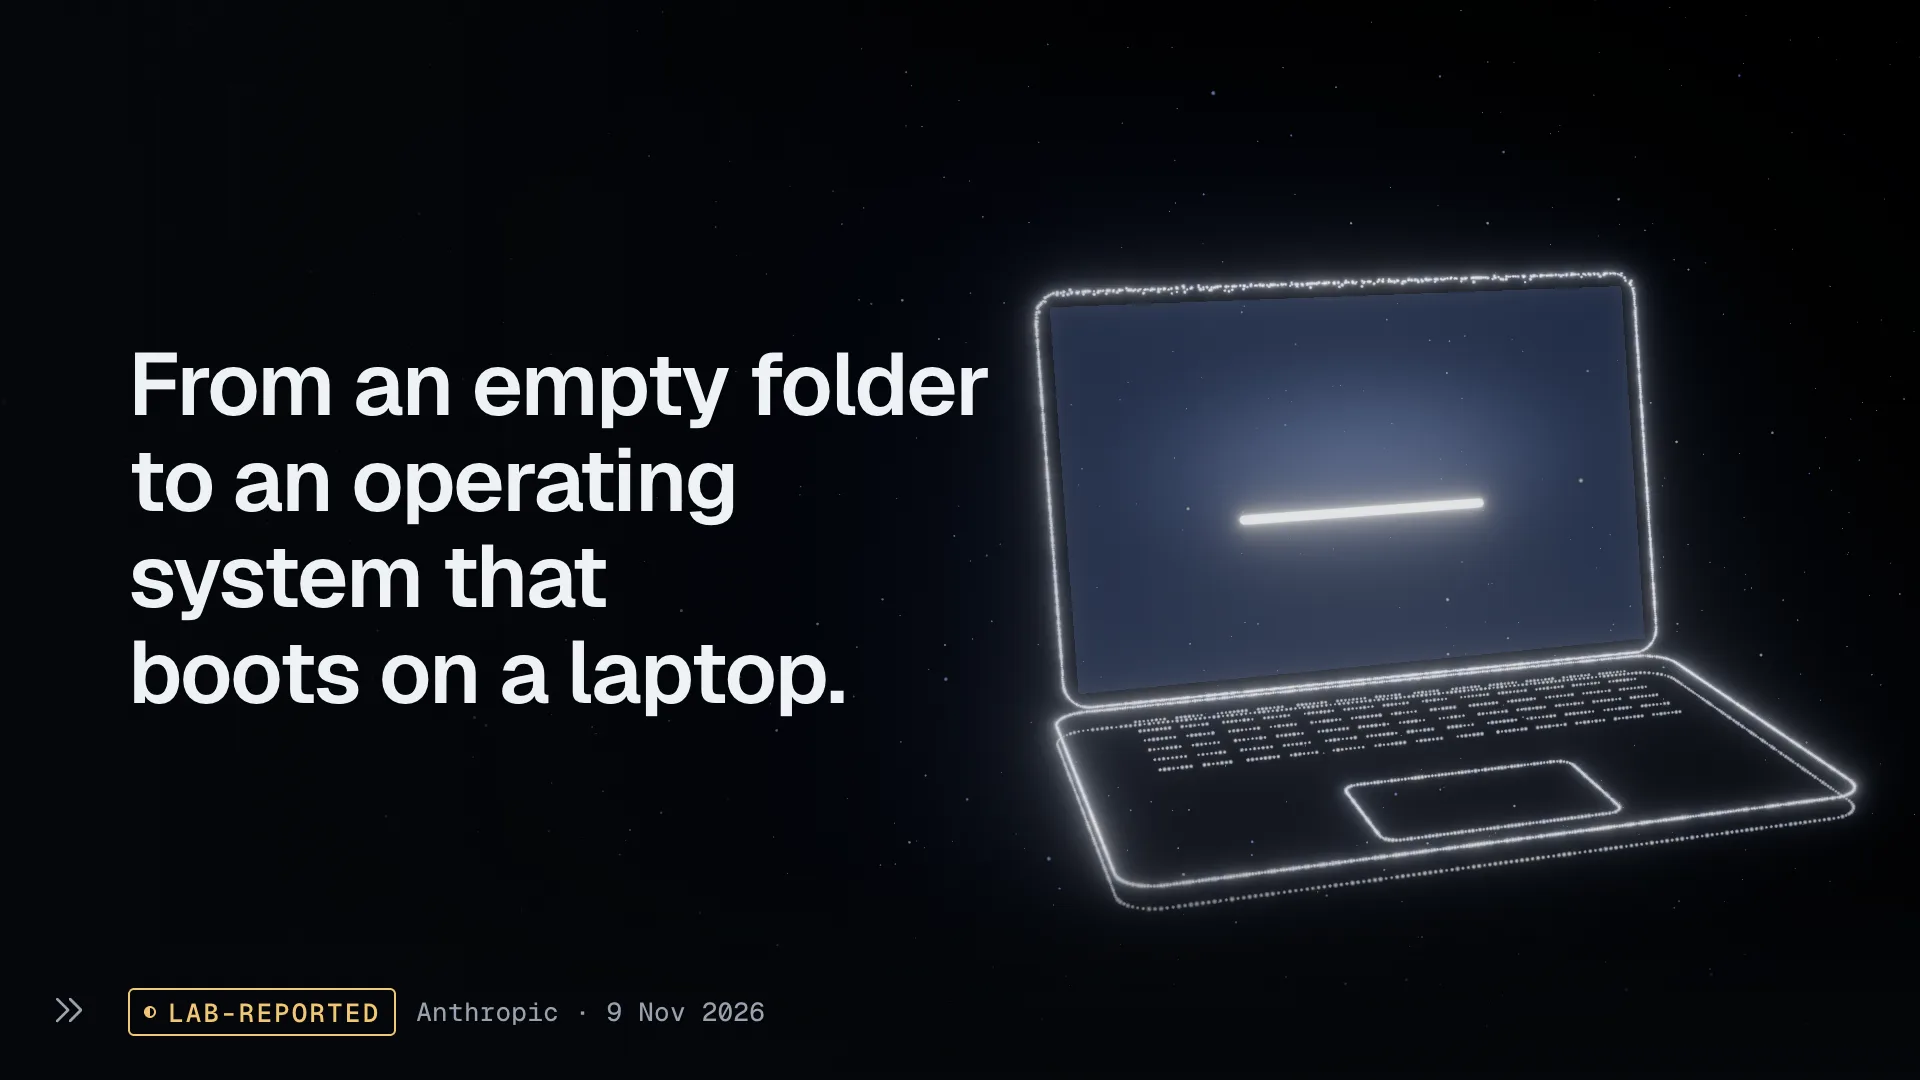 From an empty folder
to an operating
system that
boots on a laptop.
LAB-REPORTED Anthropic · 9 Nov 2026